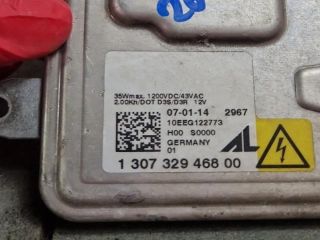 35Wmax. 1200VDC/43VAC
2.00Kh/DOT D3S/D3R 12V
07-01-14 2967
10EEG122773
H00 S0000
GERMANY
01
AL
1 307 329 468 00